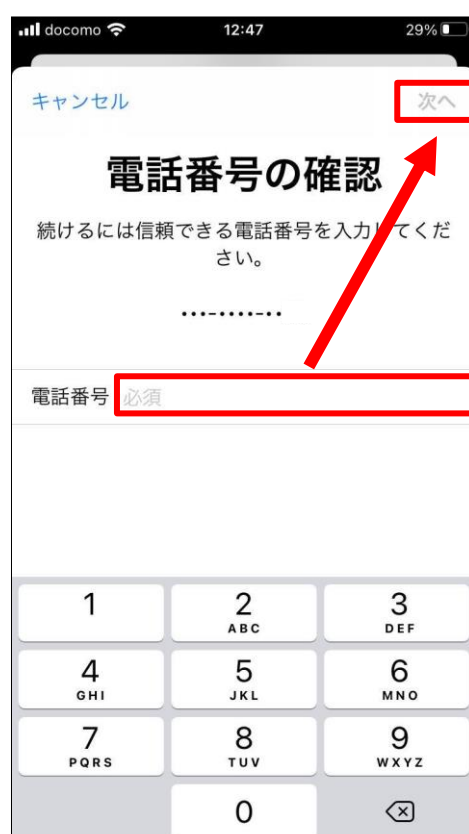 docomo 12:47 29%
キャンセル 次へ
電話番号の確認
続けるには信頼できる電話番号を入力してくだ
さい。
•••-••••-••
電話番号 必須
1 2 3
ABC DEF
4 5 6
GHI JKL MNO
7 8 9
PQRS TUV WXYZ
0